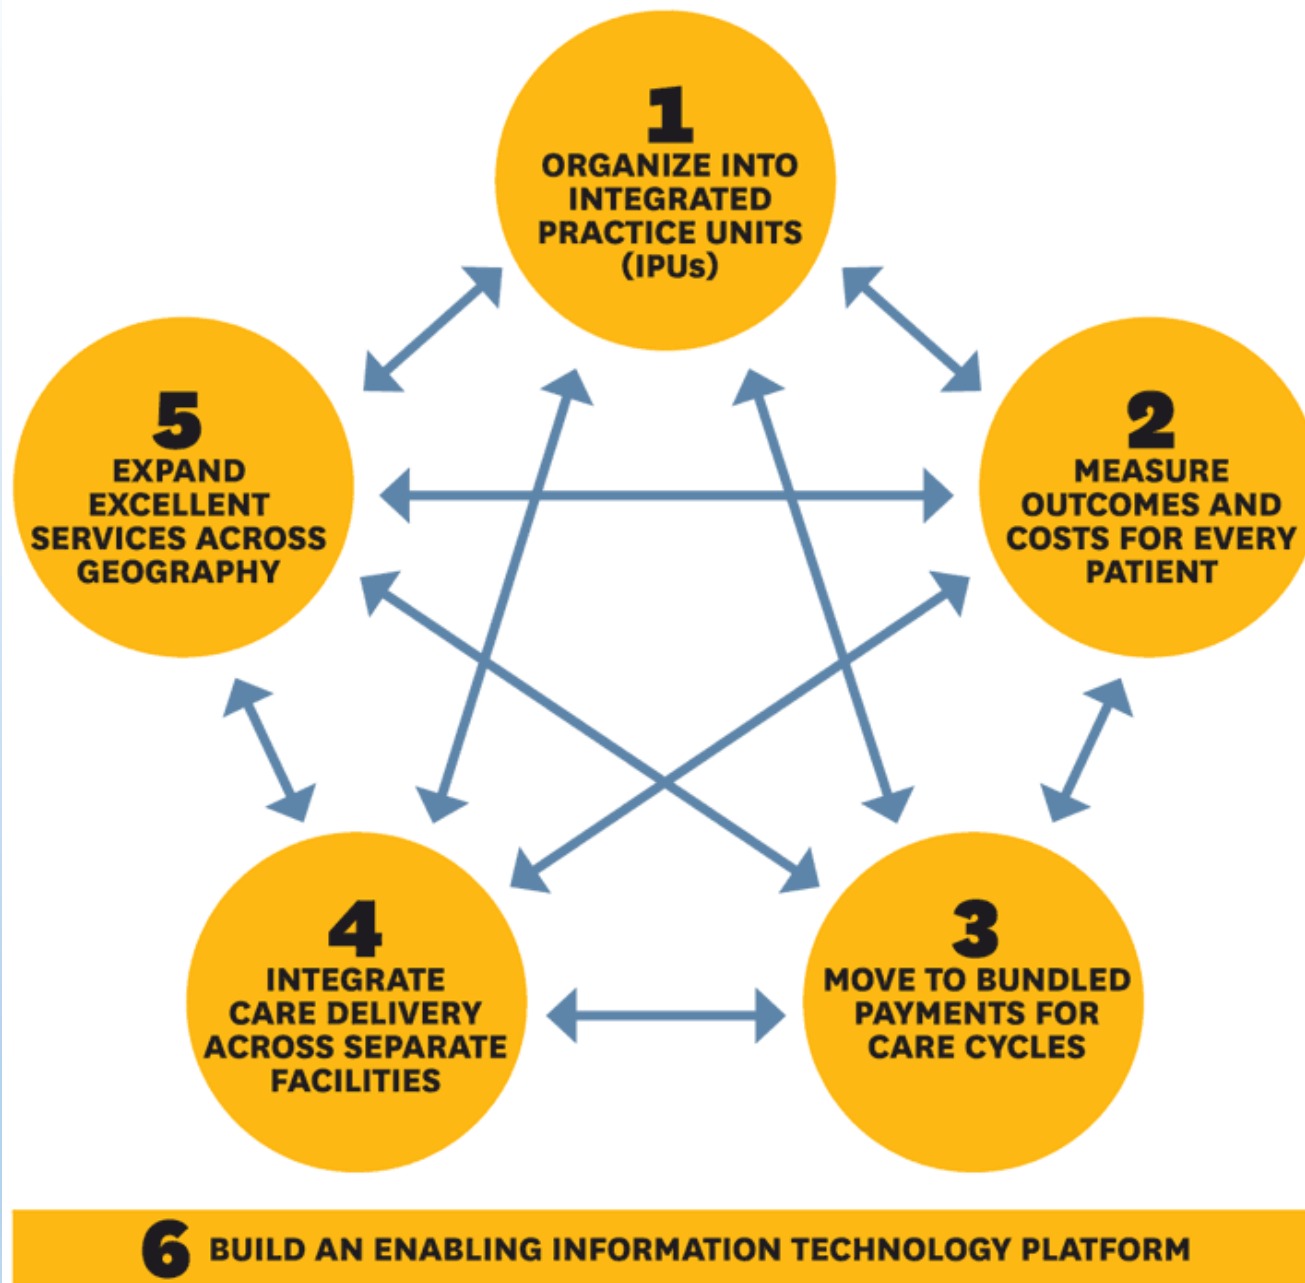 1
ORGANIZE INTO
INTEGRATED
PRACTICE UNITS
(IPUs)
2
MEASURE
OUTCOMES AND
COSTS FOR EVERY
PATIENT
3
MOVE TO BUNDLED
PAYMENTS FOR
CARE CYCLES
4
INTEGRATE
CARE DELIVERY
ACROSS SEPARATE
FACILITIES
5
EXPAND
EXCELLENT
SERVICES ACROSS
GEOGRAPHY
6 BUILD AN ENABLING INFORMATION TECHNOLOGY PLATFORM